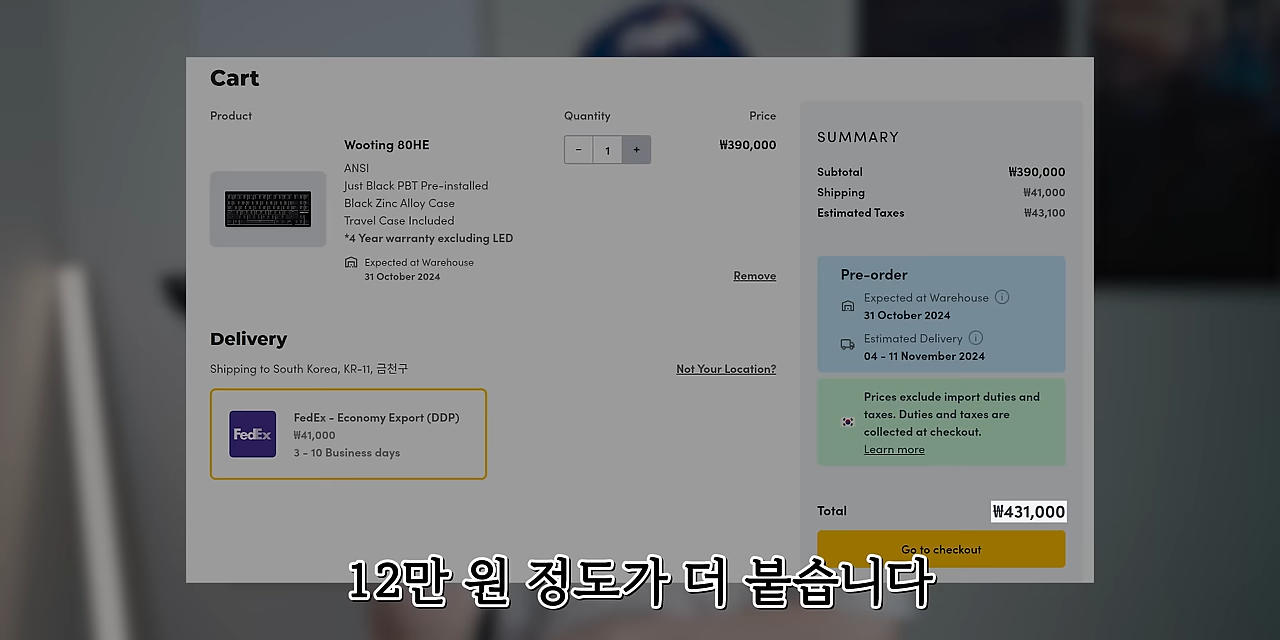 Cart
Product
Quantity
Price
Wooting 80HE
ANSI
Just Black PBT Pre-installed
Black Zinc Alloy Case
Travel Case Included
*4 Year warranty excluding LED
Expected at Warehouse
31 October 2024
− 1 +
₩390,000
Remove
Delivery
Shipping to South Korea, KR-11, 금천구
Not Your Location?
FedEx
FedEx - Economy Export (DDP)
₩41,000
3 - 10 Business days
SUMMARY
Subtotal ₩390,000
Shipping ₩41,000
Estimated Taxes ₩43,100
Pre-order
Expected at Warehouse
31 October 2024
Estimated Delivery
04 - 11 November 2024
Prices exclude import duties and
taxes. Duties and taxes are
collected at checkout.
Learn more
Total ₩431,000
Go to checkout
12만 원 정도가 더 붙습니다